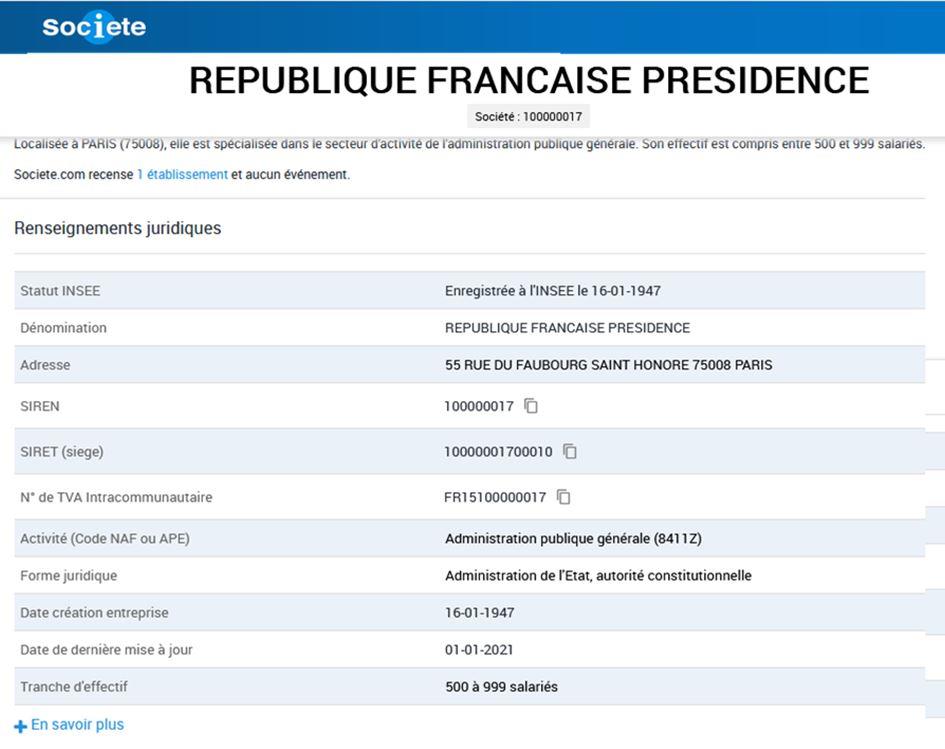 societe
REPUBLIQUE FRANCAISE PRESIDENCE
Société : 100000017
Localisée à PARIS (75008), elle est spécialisée dans le secteur d'activité de l'administration publique générale. Son effectif est compris entre 500 et 999 salariés.
Societe.com recense 1 établissement et aucun événement.
Renseignements juridiques
Statut INSEE Enregistrée à l'INSEE le 16-01-1947
Dénomination REPUBLIQUE FRANCAISE PRESIDENCE
Adresse 55 RUE DU FAUBOURG SAINT HONORE 75008 PARIS
SIREN 100000017
SIRET (siege) 10000001700010
N° de TVA Intracommunautaire FR15100000017
Activité (Code NAF ou APE) Administration publique générale (8411Z)
Forme juridique Administration de l'Etat, autorité constitutionnelle
Date création entreprise 16-01-1947
Date de dernière mise à jour 01-01-2021
Tranche d'effectif 500 à 999 salariés
+ En savoir plus